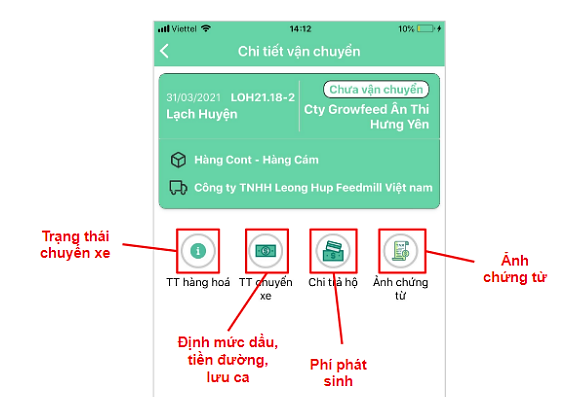 Viettel 14:12 10%
Chi tiết vận chuyển
Chưa vận chuyển
31/03/2021 LOH21.18-2
Lạch Huyện
Cty Growfeed Ân Thi
Hưng Yên
Hàng Cont - Hàng Cám
Công ty TNHH Leong Hup Feedmill Việt nam
Trạng thái
chuyến xe
TT hàng hoá
TT chuyến
xe
Chi trả hộ
Ảnh chứng
từ
Ảnh
chứng từ
Định mức dầu,
tiền đường,
lưu ca
Phí phát
sinh